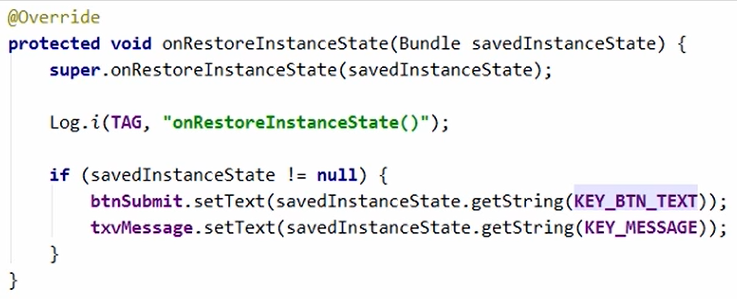 @Override
protected void onRestoreInstanceState(Bundle savedInstanceState) {
    super.onRestoreInstanceState(savedInstanceState);

    Log.i(TAG, "onRestoreInstanceState()");

    if (savedInstanceState != null) {
        btnSubmit.setText(savedInstanceState.getString(KEY_BTN_TEXT));
        txvMessage.setText(savedInstanceState.getString(KEY_MESSAGE));
    }
}